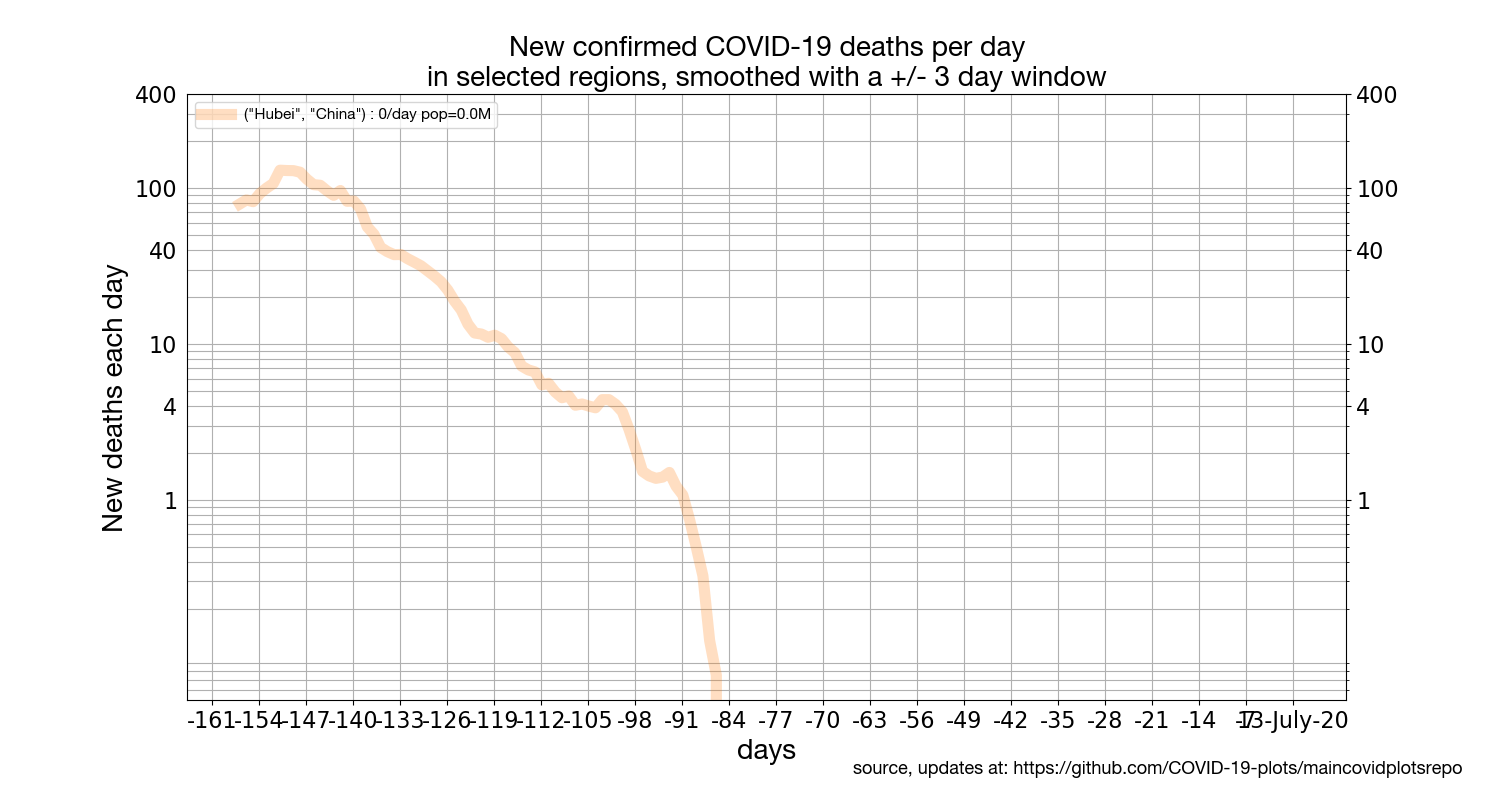 New confirmed COVID-19 deaths per day
in selected regions, smoothed with a +/- 3 day window
("Hubei", "China") : 0/day pop=0.0M
400
100
40
10
4
1
400
100
40
10
4
1
New deaths each day
-161 -154 -147 -140 -133 -126 -119 -112 -105 -98 -91 -84 -77 -70 -63 -56 -49 -42 -35 -28 -21 -14 -7 13-July-20
days
source, updates at: https://github.com/COVID-19-plots/maincovidplotsrepo